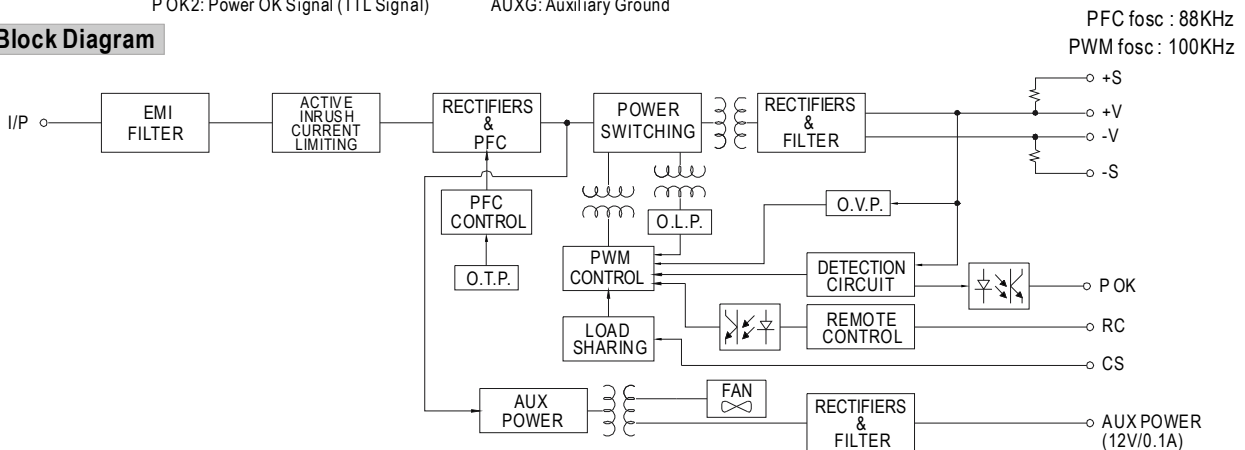 P OK2: Power OK Signal (TTL Signal) AUXG: Auxiliary Ground
Block Diagram
PFC fosc : 88KHz
PWM fosc : 100KHz
I/P
EMI
FILTER
ACTIVE
INRUSH
CURRENT
LIMITING
RECTIFIERS
&
PFC
POWER
SWITCHING
RECTIFIERS
&
FILTER
+S
+V
-V
-S
PFC
CONTROL
O.L.P.
O.V.P.
O.T.P.
PWM
CONTROL
DETECTION
CIRCUIT
P OK
LOAD
SHARING
REMOTE
CONTROL
RC
CS
AUX
POWER
FAN
RECTIFIERS
&
FILTER
AUX POWER
(12V/0.1A)